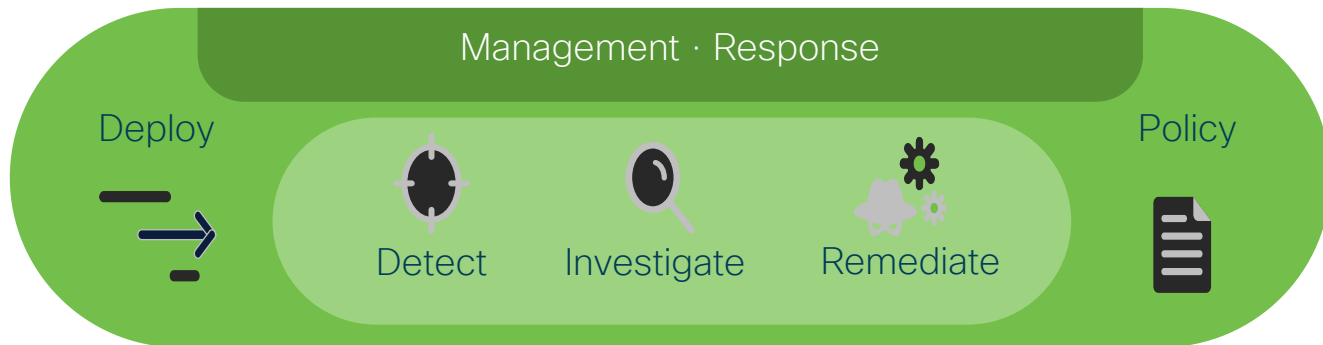 Management · Response
Deploy
Policy
Detect
Investigate
Remediate